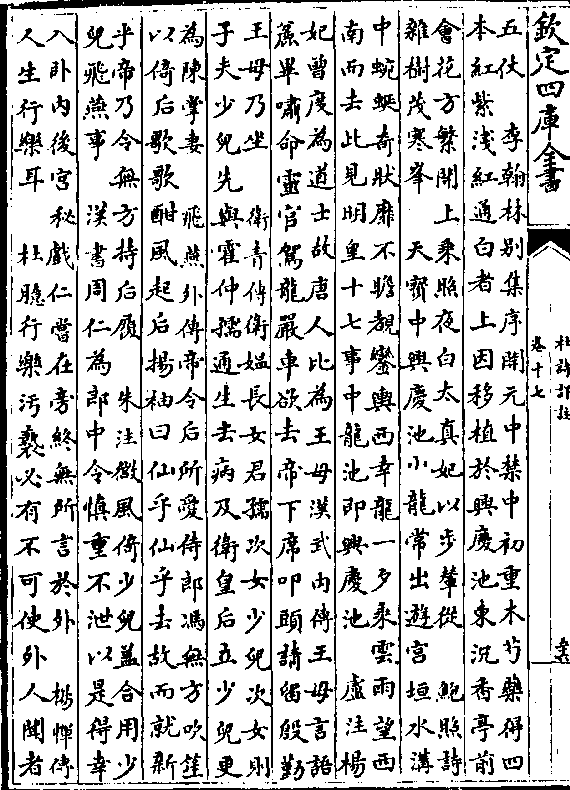 欽定四庫全書
杜詩詳註
卷十七
五仗　李翰林别集序開元中禁中初重木芍藥得四
本紅紫淺紅通白者上因移植於興慶池東沉香亭前
會花方繁開上乘照夜白太真妃以步輦從　鮑照詩
雜樹茂寒峯　天寳中興慶池小龍常出遊宫垣水溝
中蜿蜒奇狀靡不瞻覩鑾輿西幸龍一夕乘雲雨望西
南而去此見明皇十七事中龍池即興慶池　盧注楊
妃曾度為道士故唐人比為王母漢武内傳王母言語
麄畢嘯命靈官駕龍嚴車欲去帝下席叩頭請留殷勤
王母乃坐　衛青傳衛媪長女君孺次女少兒次女則
子夫少兒先與霍仲孺通生去病及衛皇后立少兒更
為陳掌妻　飛燕外傳帝令后所愛侍郎馮無方吹笙
以倚后歌歌酣風起后揚袖曰仙乎仙乎去故而就新
乎帝乃令無方持后履　朱注微風倚少兒蓋合用少
兒飛燕事　漢書周仁為郎中令慎重不泄以是得幸
入卧内後宫秘戯仁嘗在旁終無所言於外　楊惲傳
人生行樂耳　杜臆行樂汚褻必有不可使外人聞者